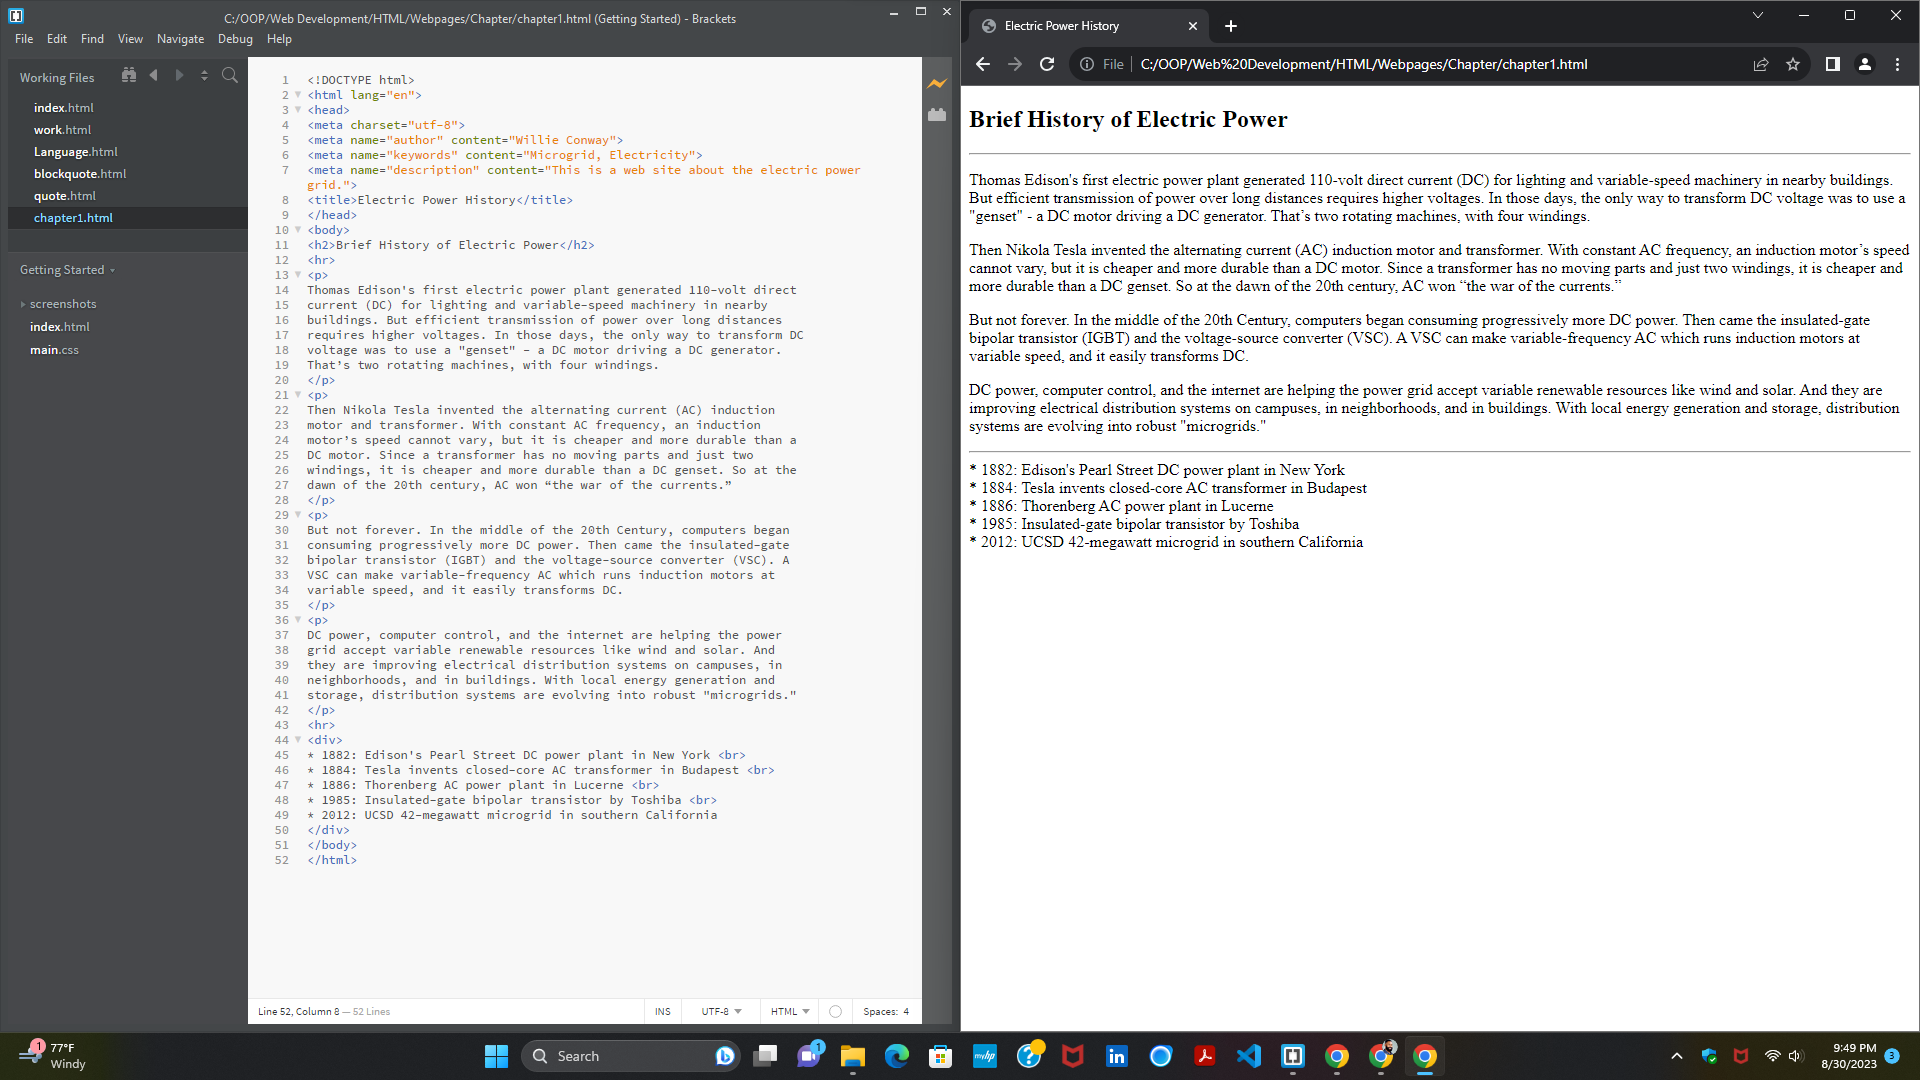 C:/OOP/Web Development/HTML/Webpages/Chapter/chapter1.html (Getting Started) - Brackets
File Edit Find View Navigate Debug Help
Working Files
index.html
work.html
Language.html
blockquote.html
quote.html
chapter1.html
Getting Started
screenshots
index.html
main.css
1 <!DOCTYPE html>
2 <html lang="en">
3 <head>
4 <meta charset="utf-8">
5 <meta name="author" content="Willie Conway">
6 <meta name="keywords" content="Microgrid, Electricity">
7 <meta name="description" content="This is a web site about the electric power
grid.">
8 <title>Electric Power History</title>
9 </head>
10 <body>
11 <h2>Brief History of Electric Power</h2>
12 <hr>
13 <p>
14 Thomas Edison's first electric power plant generated 110-volt direct
15 current (DC) for lighting and variable-speed machinery in nearby
16 buildings. But efficient transmission of power over long distances
17 requires higher voltages. In those days, the only way to transform DC
18 voltage was to use a "genset" - a DC motor driving a DC generator.
19 That’s two rotating machines, with four windings.
20 </p>
21 <p>
22 Then Nikola Tesla invented the alternating current (AC) induction
23 motor and transformer. With constant AC frequency, an induction
24 motor’s speed cannot vary, but it is cheaper and more durable than a
25 DC motor. Since a transformer has no moving parts and just two
26 windings, it is cheaper and more durable than a DC genset. So at the
27 dawn of the 20th century, AC won “the war of the currents.”
28 </p>
29 <p>
30 But not forever. In the middle of the 20th Century, computers began
31 consuming progressively more DC power. Then came the insulated-gate
32 bipolar transistor (IGBT) and the voltage-source converter (VSC). A
33 VSC can make variable-frequency AC which runs induction motors at
34 variable speed, and it easily transforms DC.
35 </p>
36 <p>
37 DC power, computer control, and the internet are helping the power
38 grid accept variable renewable resources like wind and solar. And
39 they are improving electrical distribution systems on campuses, in
40 neighborhoods, and in buildings. With local energy generation and
41 storage, distribution systems are evolving into robust "microgrids."
42 </p>
43 <hr>
44 <div>
45 * 1882: Edison's Pearl Street DC power plant in New York <br>
46 * 1884: Tesla invents closed-core AC transformer in Budapest <br>
47 * 1886: Thorenberg AC power plant in Lucerne <br>
48 * 1985: Insulated-gate bipolar transistor by Toshiba <br>
49 * 2012: UCSD 42-megawatt microgrid in southern California
50 </div>
51 </body>
52 </html>
Line 52, Column 8 — 52 Lines
INS UTF-8 HTML Spaces: 4
Electric Power History
File C:/OOP/Web%20Development/HTML/Webpages/Chapter/chapter1.html
Brief History of Electric Power
Thomas Edison's first electric power plant generated 110-volt direct current (DC) for lighting and variable-speed machinery in nearby buildings.
But efficient transmission of power over long distances requires higher voltages. In those days, the only way to transform DC voltage was to use a
"genset" - a DC motor driving a DC generator. That’s two rotating machines, with four windings.
Then Nikola Tesla invented the alternating current (AC) induction motor and transformer. With constant AC frequency, an induction motor’s speed
cannot vary, but it is cheaper and more durable than a DC motor. Since a transformer has no moving parts and just two windings, it is cheaper and
more durable than a DC genset. So at the dawn of the 20th century, AC won “the war of the currents.”
But not forever. In the middle of the 20th Century, computers began consuming progressively more DC power. Then came the insulated-gate
bipolar transistor (IGBT) and the voltage-source converter (VSC). A VSC can make variable-frequency AC which runs induction motors at
variable speed, and it easily transforms DC.
DC power, computer control, and the internet are helping the power grid accept variable renewable resources like wind and solar. And they are
improving electrical distribution systems on campuses, in neighborhoods, and in buildings. With local energy generation and storage, distribution
systems are evolving into robust "microgrids."
* 1882: Edison's Pearl Street DC power plant in New York
* 1884: Tesla invents closed-core AC transformer in Budapest
* 1886: Thorenberg AC power plant in Lucerne
* 1985: Insulated-gate bipolar transistor by Toshiba
* 2012: UCSD 42-megawatt microgrid in southern California
1
77°F
Windy
Search
1
myhp
9:49 PM
8/30/2023
3